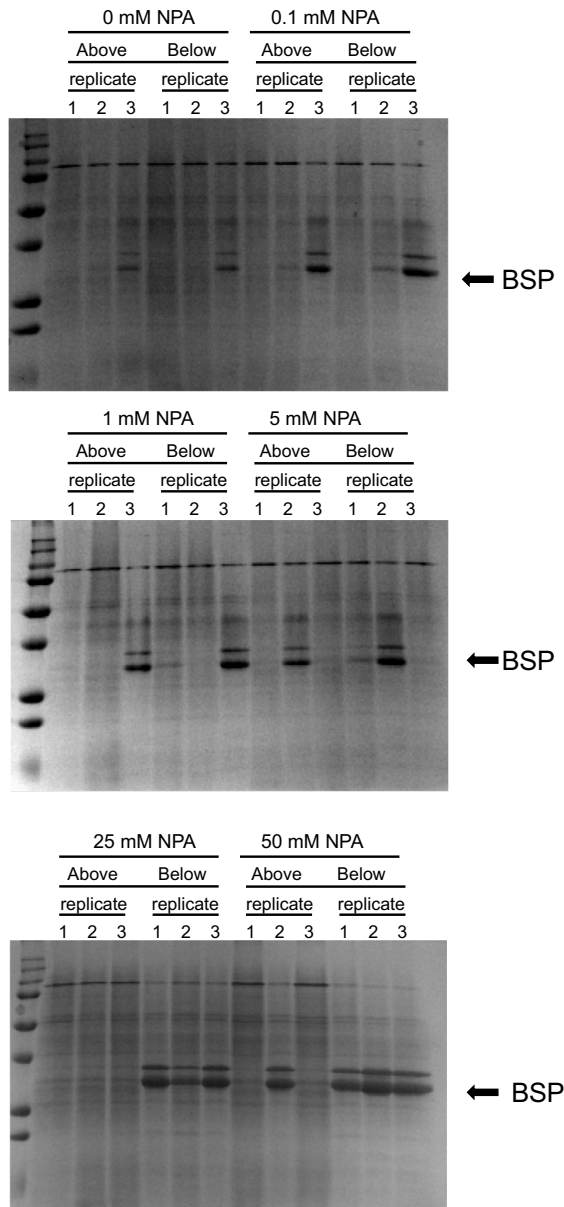 0 mM NPA 0.1 mM NPA
Above Below Above Below
replicate replicate replicate replicate
1 2 3 1 2 3 1 2 3 1 2 3
BSP
1 mM NPA 5 mM NPA
Above Below Above Below
replicate replicate replicate replicate
1 2 3 1 2 3 1 2 3 1 2 3
BSP
25 mM NPA 50 mM NPA
Above Below Above Below
replicate replicate replicate replicate
1 2 3 1 2 3 1 2 3 1 2 3
BSP